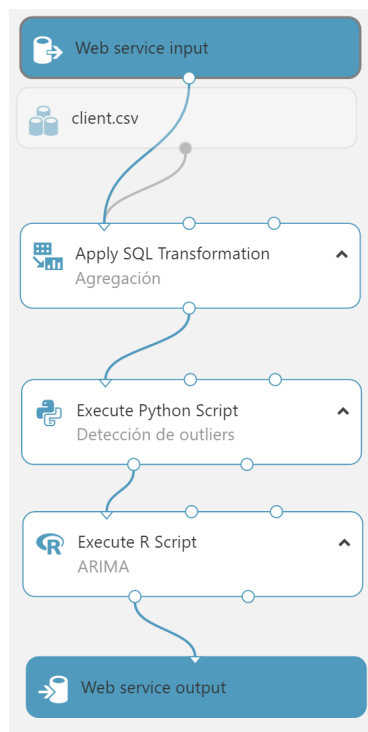 Web service input
client.csv
Apply SQL Transformation
Agregación
Execute Python Script
Detección de outliers
Execute R Script
ARIMA
Web service output